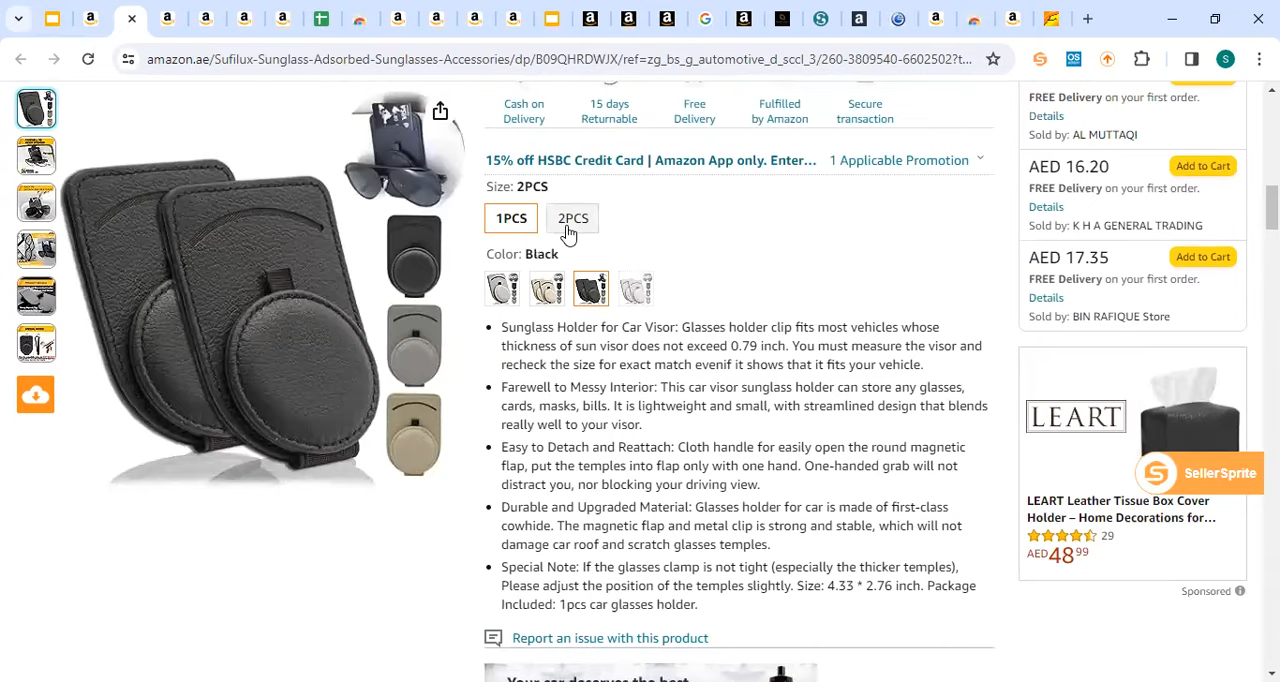 amazon.ae/Sufilux-Sunglass-Adsorbed-Sunglasses-Accessories/dp/B09QHRDWJX/ref=zg_bs_g_automotive_d_sccl_3/260-3809540-6602502?t...
S
Cash on
Delivery
15 days
Returnable
Free
Delivery
Fulfilled
by Amazon
Secure
transaction
15% off HSBC Credit Card | Amazon App only. Enter...
1 Applicable Promotion
Size: 2PCS
1PCS
2PCS
Color: Black
• Sunglass Holder for Car Visor: Glasses holder clip fits most vehicles whose
thickness of sun visor does not exceed 0.79 inch. You must measure the visor and
recheck the size for exact match evenif it shows that it fits your vehicle.
• Farewell to Messy Interior: This car visor sunglass holder can store any glasses,
cards, masks, bills. It is lightweight and small, with streamlined design that blends
really well to your visor.
• Easy to Detach and Reattach: Cloth handle for easily open the round magnetic
flap, put the temples into flap only with one hand. One-handed grab will not
distract you, nor blocking your driving view.
• Durable and Upgraded Material: Glasses holder for car is made of first-class
cowhide. The magnetic flap and metal clip is strong and stable, which will not
damage car roof and scratch glasses temples.
• Special Note: If the glasses clamp is not tight (especially the thicker temples),
Please adjust the position of the temples slightly. Size: 4.33 * 2.76 inch. Package
Included: 1pcs car glasses holder.
Report an issue with this product
Your car deserves the best
FREE Delivery on your first order.
Details
Sold by: AL MUTTAQI
AED 16.20
Add to Cart
FREE Delivery on your first order.
Details
Sold by: K H A GENERAL TRADING
AED 17.35
Add to Cart
FREE Delivery on your first order.
Details
Sold by: BIN RAFIQUE Store
LEART
SellerSprite
LEART Leather Tissue Box Cover
Holder – Home Decorations for...
29
AED48 99
Sponsored